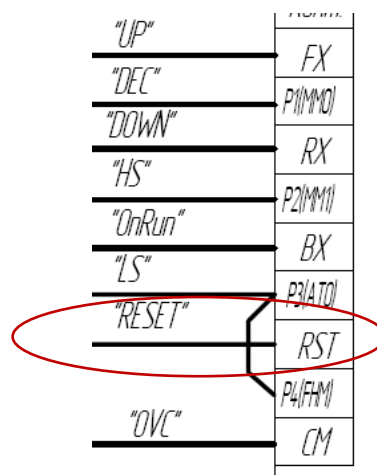 "UP"
FX
"DEC"
P1(MM0)
"DOWN"
RX
"HS"
P2(MM1)
"OnRun"
BX
"LS"
P3(AT0)
"RESET"
RST
P4(FHM)
"OVC"
CM